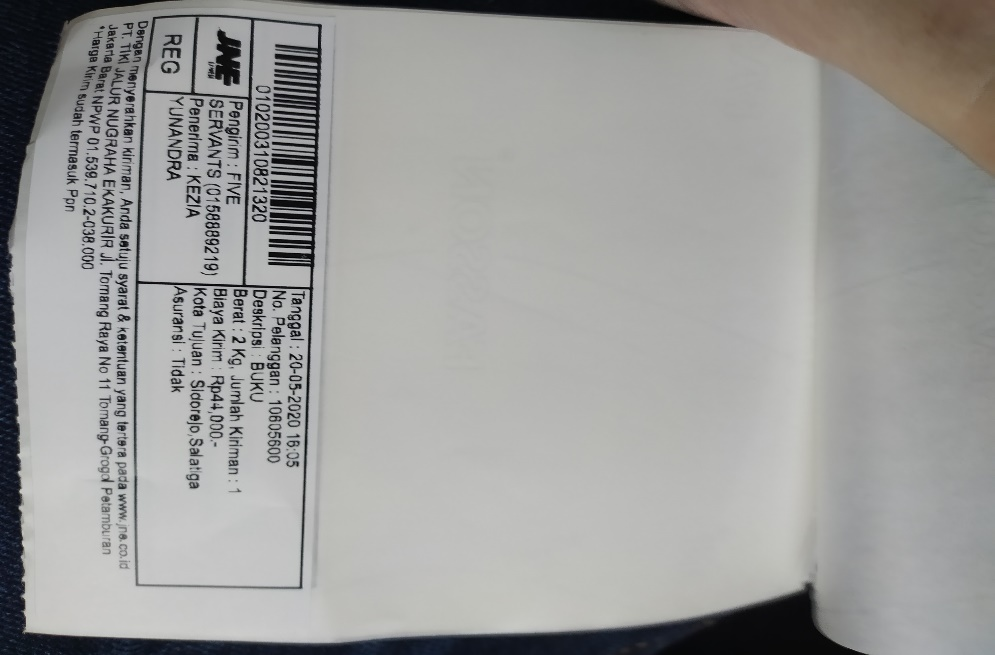 010200310821320
JNE
EXPRESS
REG
Pengirim : FIVE
SERVANTS (0158889219)
Penerima : KEZIA
YUNANDRA
Tanggal : 20-05-2020 16:05
No. Pelanggan : 10605600
Deskripsi : BUKU
Berat : 2 Kg, Jumlah Kiriman : 1
Biaya Kirim : Rp44,000.-
Kota Tujuan : Sidorejo,Salatiga
Asuransi : Tidak
Dengan menyerahkan kiriman, Anda setuju syarat & ketentuan yang tertera pada www.jne.co.id
PT. TIKI JALUR NUGRAHA EKAKURIR Jl. Tomang Raya No 11 Tomang-Grogol Petamburan
Jakarta Barat NPWP 01.539.710.2-038.000
*Harga Kirim sudah termasuk Ppn